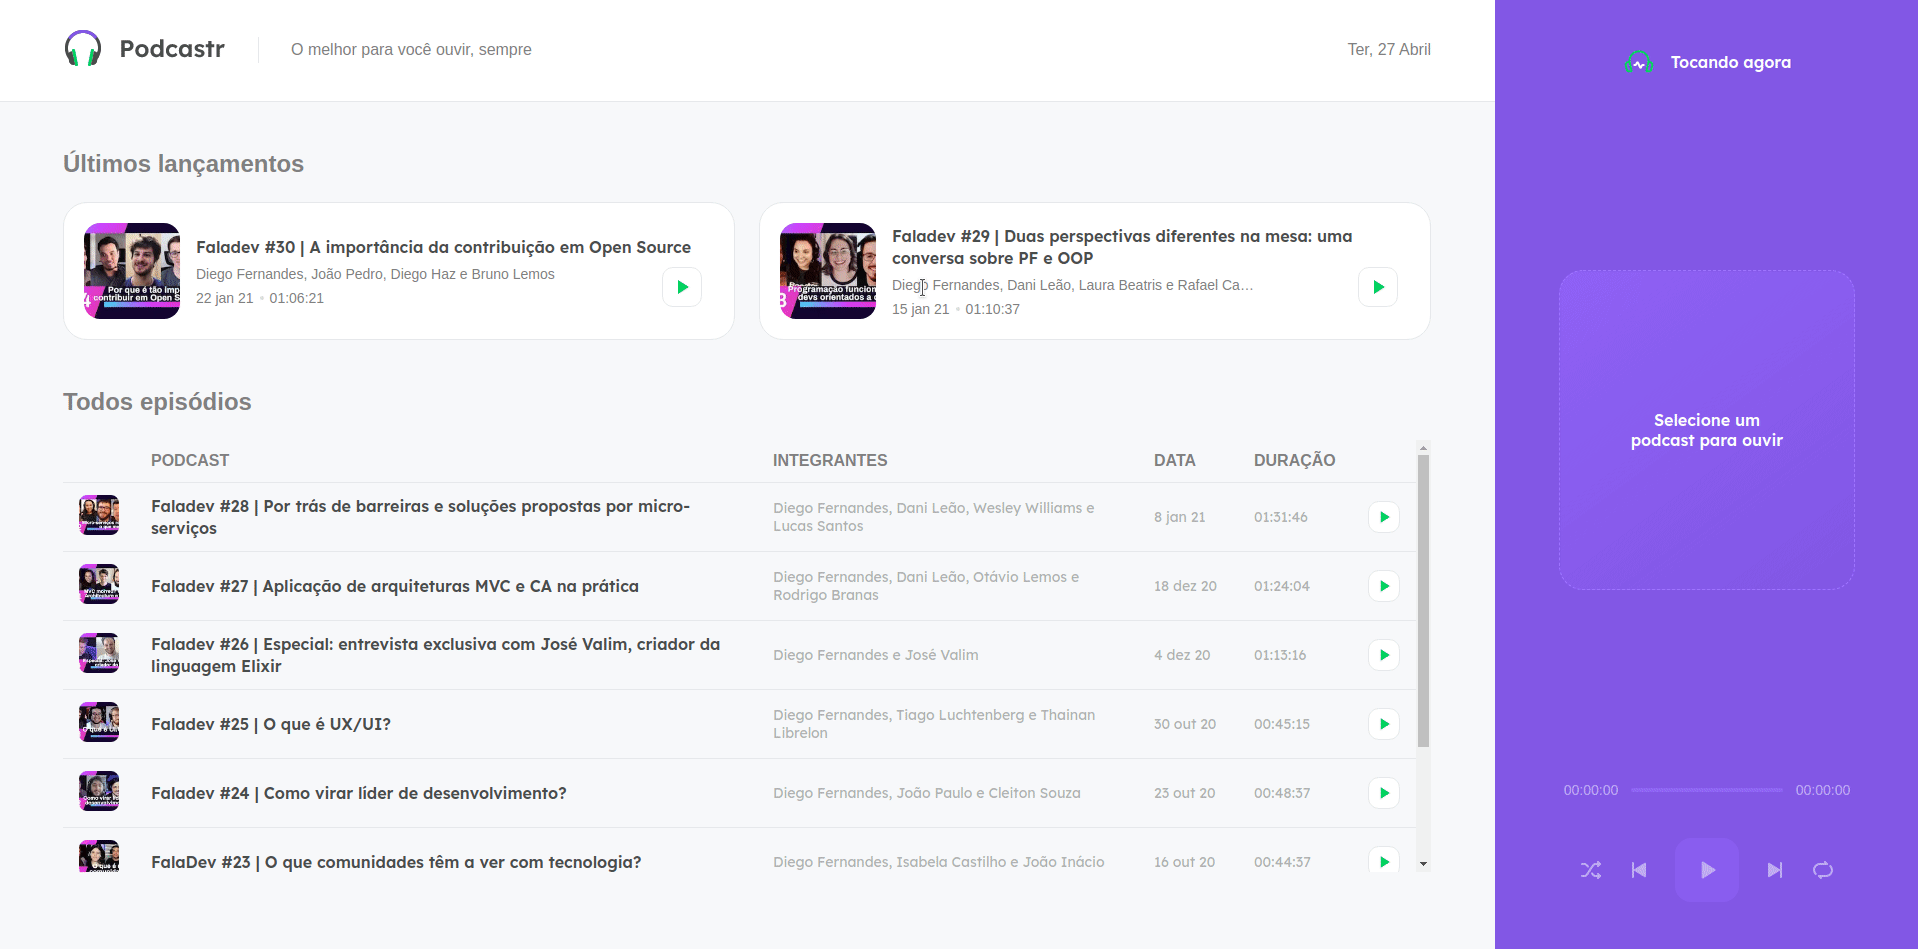 Podcastr
O melhor para você ouvir, sempre
Ter, 27 Abril
Tocando agora
Últimos lançamentos
Faladev #30 | A importância da contribuição em Open Source
Diego Fernandes, João Pedro, Diego Haz e Bruno Lemos
22 jan 21 • 01:06:21
Por que é tão imp
contribuir em Open S
Faladev #29 | Duas perspectivas diferentes na mesa: uma
conversa sobre PF e OOP
Diego Fernandes, Dani Leão, Laura Beatris e Rafael Ca…
15 jan 21 • 01:10:37
Programação funcion
devs orientados a
Todos episódios
PODCAST INTEGRANTES DATA DURAÇÃO
Faladev #28 | Por trás de barreiras e soluções propostas por micro-
serviços
Diego Fernandes, Dani Leão, Wesley Williams e
Lucas Santos
8 jan 21
01:31:46
Faladev #27 | Aplicação de arquiteturas MVC e CA na prática
Diego Fernandes, Dani Leão, Otávio Lemos e
Rodrigo Branas
18 dez 20
01:24:04
Faladev #26 | Especial: entrevista exclusiva com José Valim, criador da
linguagem Elixir
Diego Fernandes e José Valim
4 dez 20
01:13:16
Faladev #25 | O que é UX/UI?
Diego Fernandes, Tiago Luchtenberg e Thainan
Librelon
30 out 20
00:45:15
Faladev #24 | Como virar líder de desenvolvimento?
Diego Fernandes, João Paulo e Cleiton Souza
23 out 20
00:48:37
FalaDev #23 | O que comunidades têm a ver com tecnologia?
Diego Fernandes, Isabela Castilho e João Inácio
16 out 20
00:44:37
Selecione um
podcast para ouvir
00:00:00
00:00:00